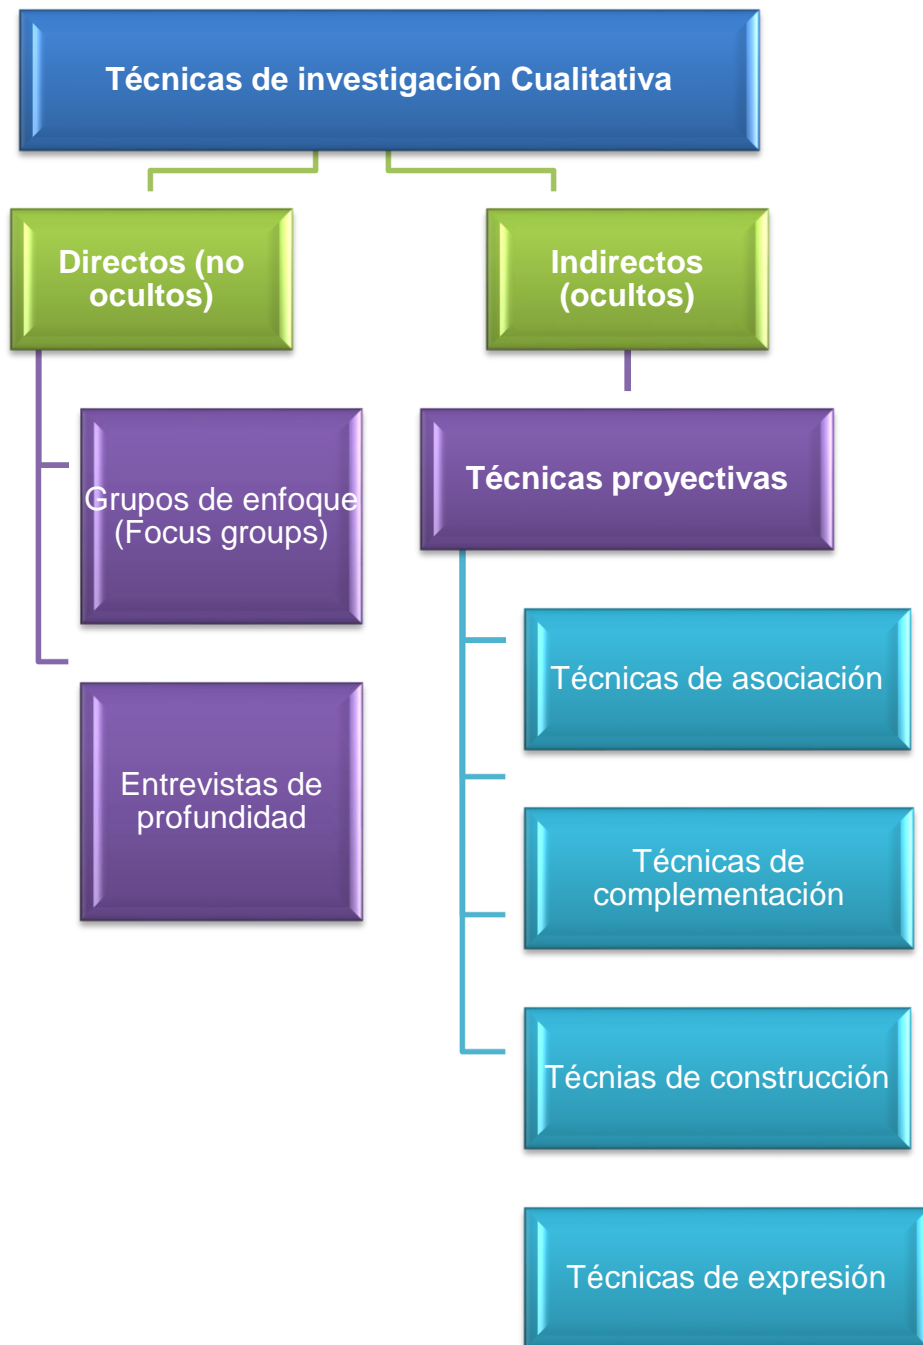 Técnicas de investigación Cualitativa
Directos (no
ocultos)
Indirectos
(ocultos)
Grupos de enfoque
(Focus groups)
Entrevistas de
profundidad
Técnicas proyectivas
Técnicas de asociación
Técnicas de
complementación
Técnias de construcción
Técnicas de expresión